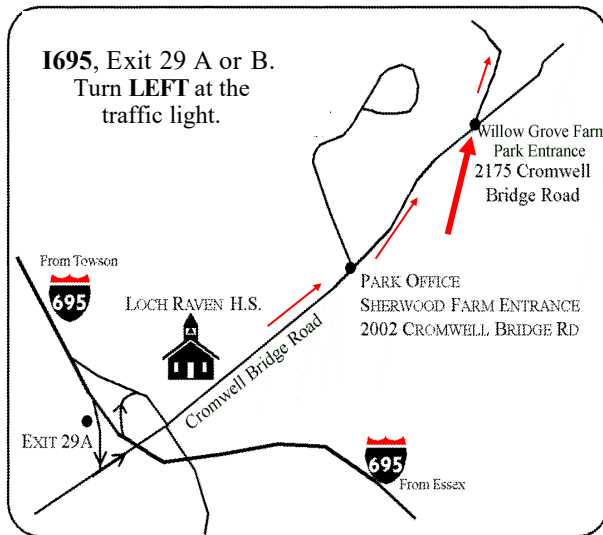 I695, Exit 29 A or B.
Turn LEFT at the
traffic light.
Willow Grove Farm
Park Entrance
2175 Cromwell
Bridge Road
From Towson
695
LOCH RAVEN H.S.
PARK OFFICE
SHERWOOD FARM ENTRANCE
2002 CROMWELL BRIDGE RD
Cromwell Bridge Road
EXIT 29A
695
From Essex